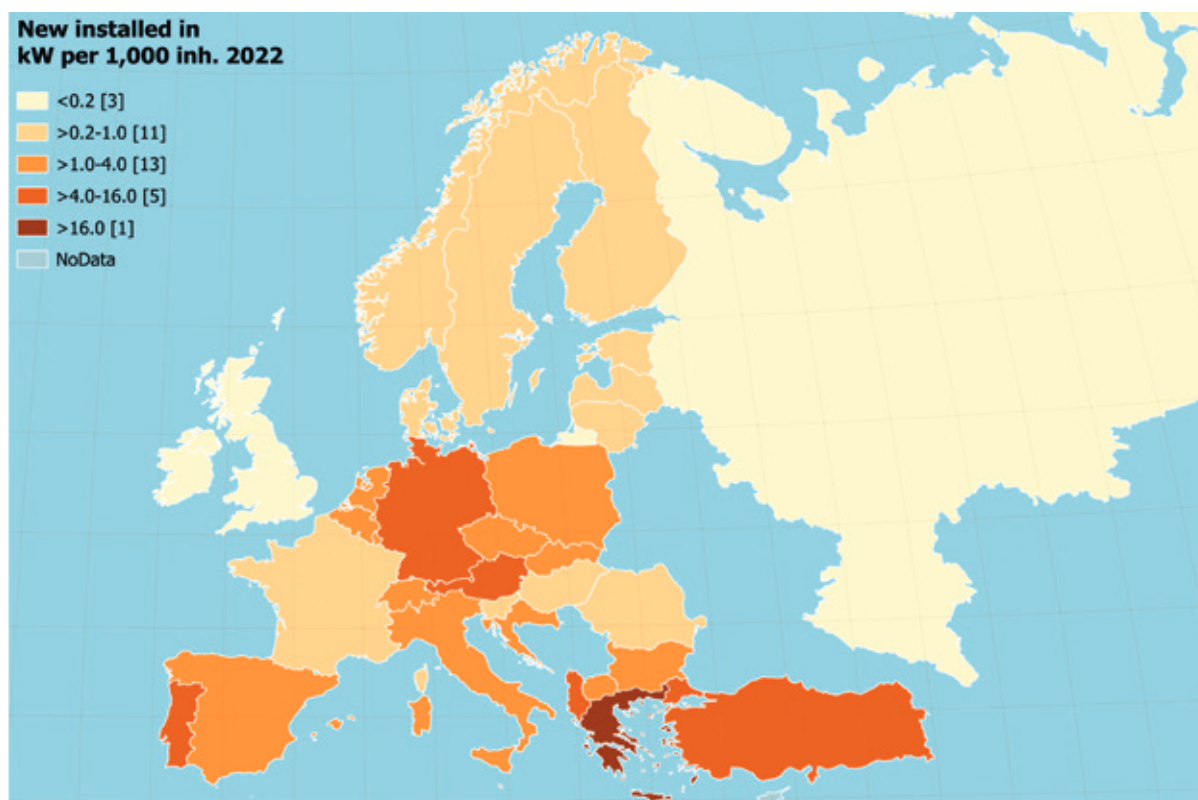 New installed in
kW per 1,000 inh. 2022
<0.2 [3]
>0.2-1.0 [11]
>1.0-4.0 [13]
>4.0-16.0 [5]
>16.0 [1]
NoData